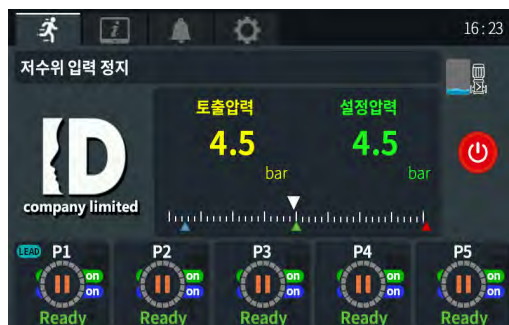 16:23
저수위 입력 정지
토출압력 설정압력
4.5 4.5
bar bar
D
company limited
LEAD P1 P2 P3 P4 P5
on on on on on
on on on on on
Ready Ready Ready Ready Ready